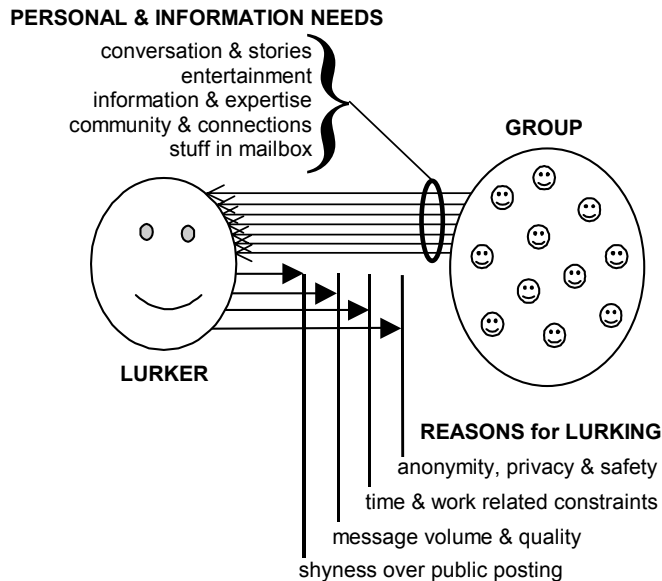 PERSONAL & INFORMATION NEEDS
conversation & stories
entertainment
information & expertise
community & connections
stuff in mailbox
GROUP
LURKER
REASONS for LURKING
anonymity, privacy & safety
time & work related constraints
message volume & quality
shyness over public posting